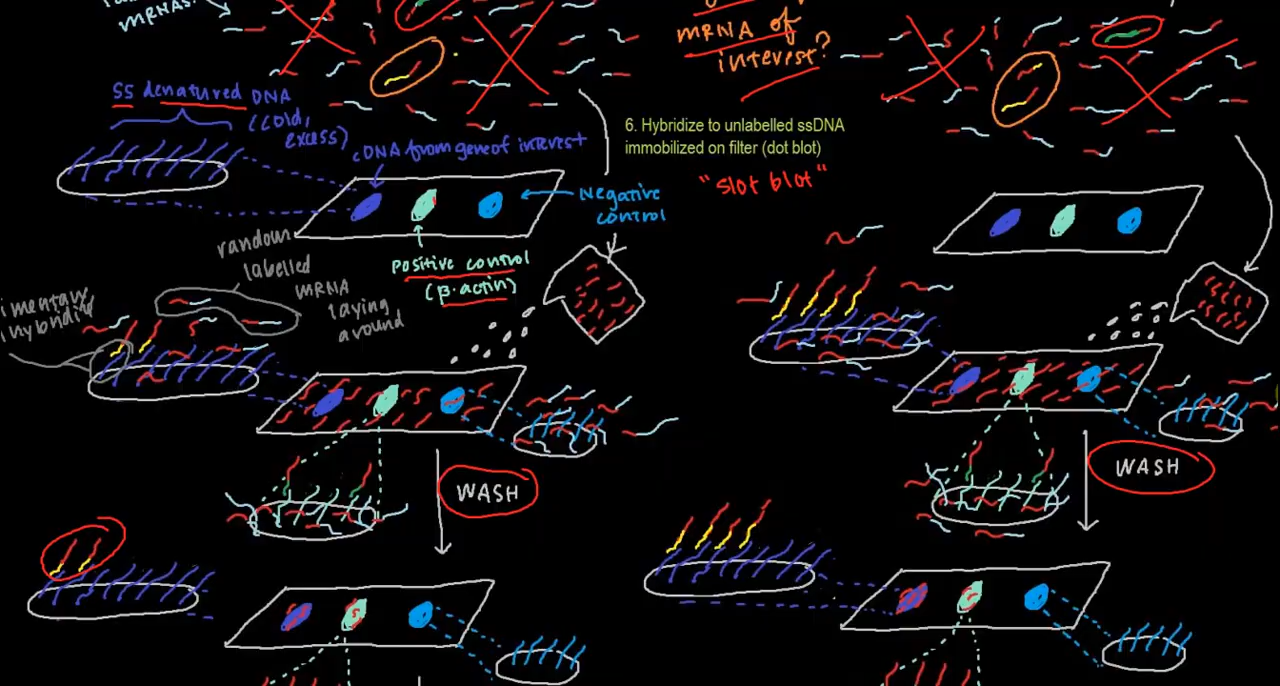 mRNAs.
mRNA of
interest?
SS denatured DNA
(cold,
excess)
6. Hybridize to unlabelled ssDNA
immobilized on filter (dot blot)
"slot blot"
cDNA from gene of interest
Negative
control
random
labelled
mRNA
laying
around
positive control
(β-actin)
WASH
WASH